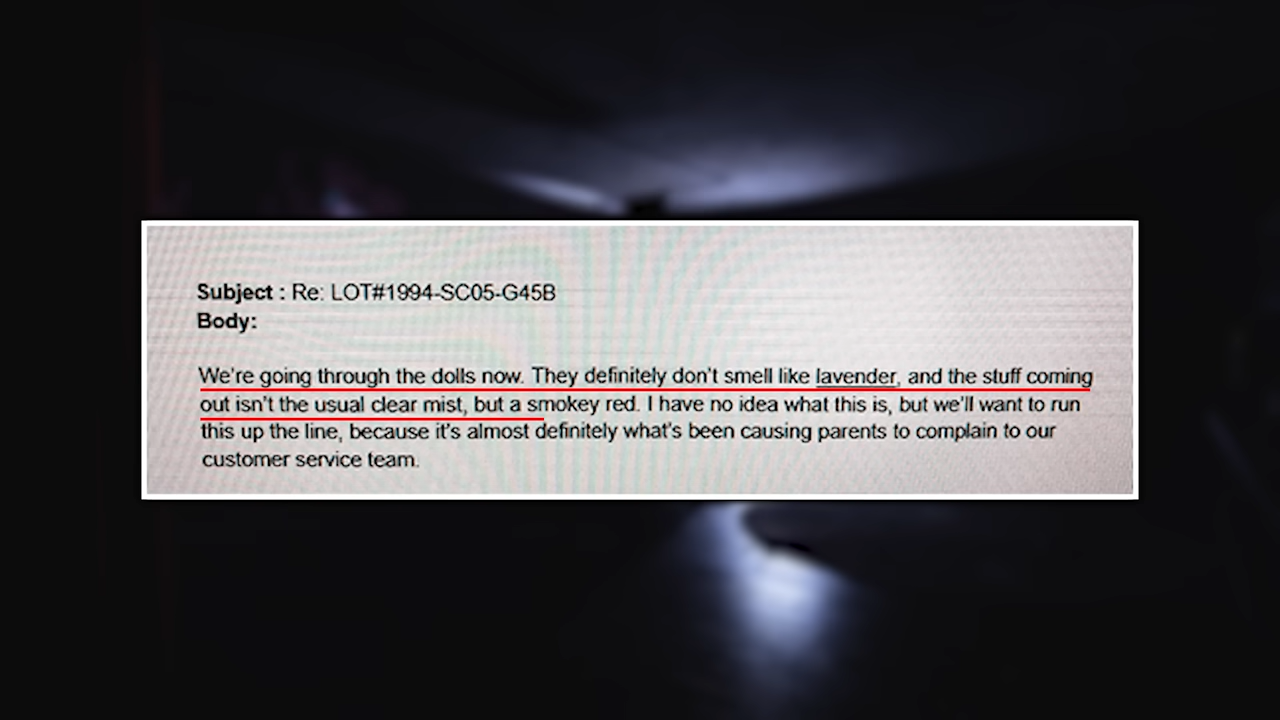 Subject : Re: LOT#1994-SC05-G45B
Body:
We're going through the dolls now. They definitely don't smell like lavender, and the stuff coming
out isn't the usual clear mist, but a smokey red. I have no idea what this is, but we'll want to run
this up the line, because it's almost definitely what's been causing parents to complain to our
customer service team.